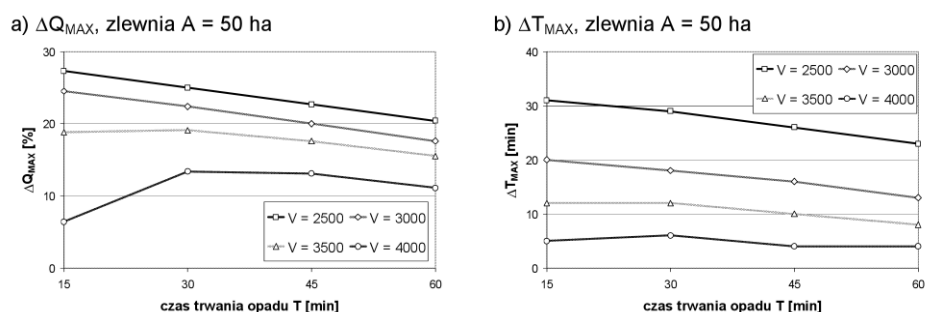 a) ΔQMAX, zlewnia A = 50 ha
30
20
10
0
ΔQMAX [%]
V = 2500 V = 3000
V = 3500 V = 4000
15 30 45 60
czas trwania opadu T [min]
b) ΔTMAX, zlewnia A = 50 ha
40
30
20
10
0
ΔTMAX [min]
V = 2500 V = 3000
V = 3500 V = 4000
15 30 45 60
czas trwania opadu T [min]